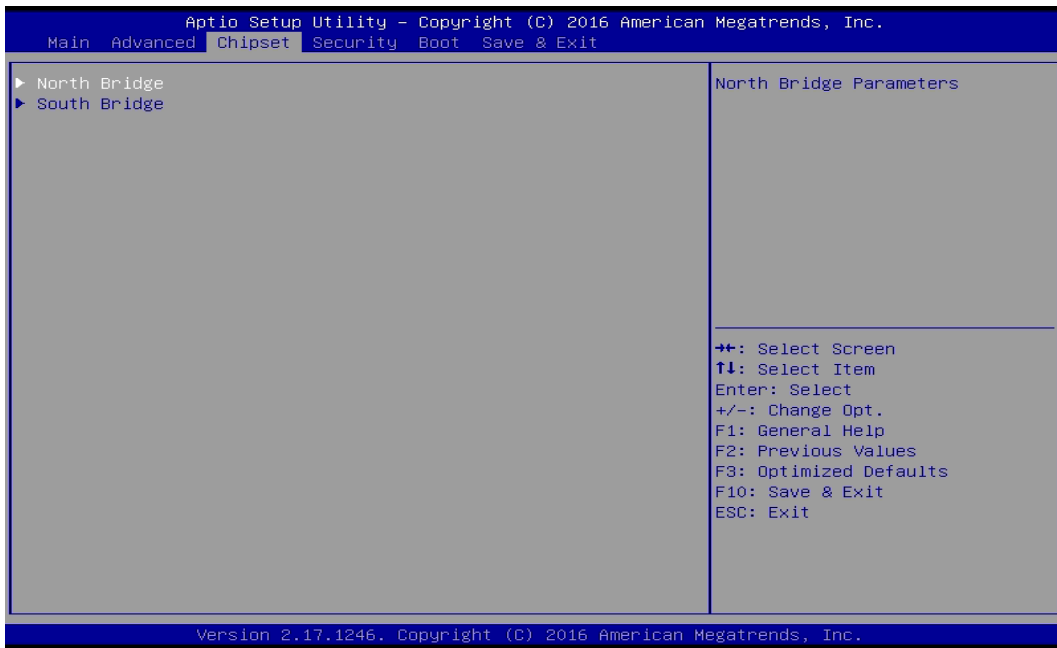 Aptio Setup Utility – Copyright (C) 2016 American Megatrends, Inc.
Main Advanced Chipset Security Boot Save & Exit
► North Bridge
► South Bridge
North Bridge Parameters
→←: Select Screen
↑↓: Select Item
Enter: Select
+/-: Change Opt.
F1: General Help
F2: Previous Values
F3: Optimized Defaults
F10: Save & Exit
ESC: Exit
Version 2.17.1246. Copyright (C) 2016 American Megatrends, Inc.